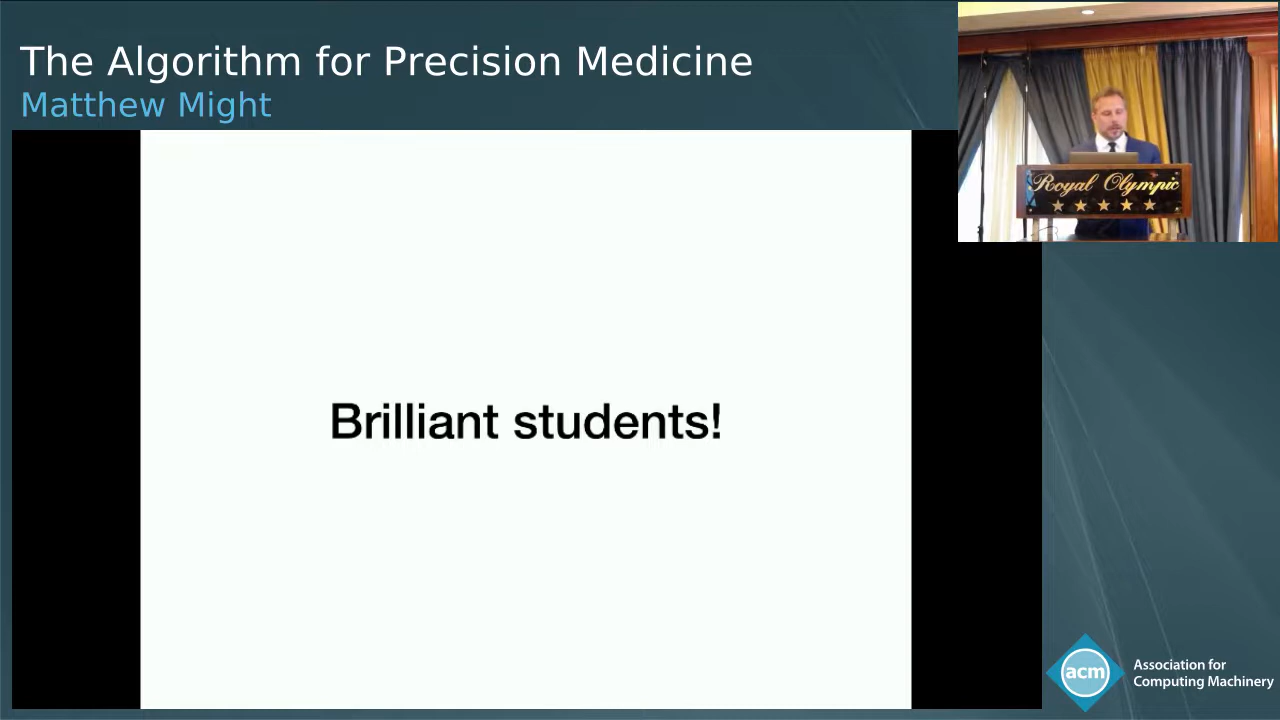 The Algorithm for Precision Medicine
Matthew Might
Royal Olympic
Brilliant students!
acm
Association for
Computing Machinery